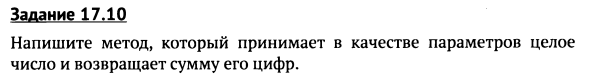 Задание 17.10
Напишите метод, который принимает в качестве параметров целое
число и возвращает сумму его цифр.